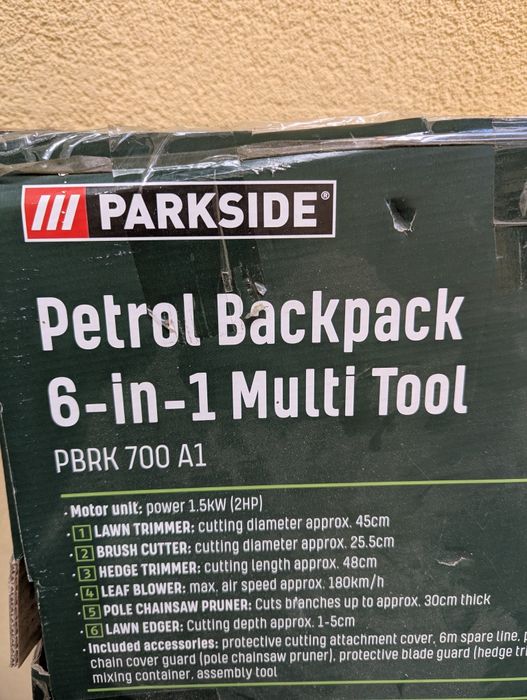 PARKSIDE®
Petrol Backpack
6-in-1 Multi Tool
PBRK 700 A1
· Motor unit: power 1.5KW (2HP)
· 1 LAWN TRIMMER: cutting diameter approx. 45cm
· 2 BRUSH CUTTER: cutting diameter approx. 25.5cm
· 3 HEDGE TRIMMER: cutting length approx. 48cm
· 4 LEAF BLOWER: max. air speed approx. 180km/h
· 5 POLE CHAINSAW PRUNER: Cuts branches up to approx. 30cm thick
· 6 LAWN EDGER: Cutting depth approx. 1-5cm
· Included accessories: protective cutting attachment cover, 6m spare line,
chain cover guard (pole chainsaw pruner), protective blade guard (hedge
mixing container, assembly tool